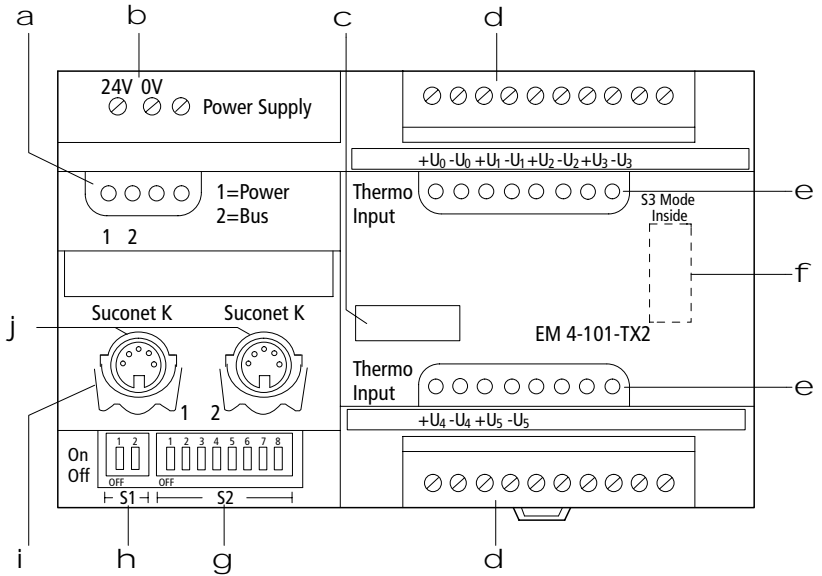 a b c d
24V 0V
Power Supply
+U0 -U0 +U1 -U1 +U2 -U2 +U3 -U3
1=Power
2=Bus
1 2
Thermo
Input
e
S3 Mode
Inside
f
Suconet K Suconet K
j
EM 4-101-TX2
1 2
Thermo
Input
e
+U4 -U4 +U5 -U5
On
Off
1 2
OFF
1 2 3 4 5 6 7 8
OFF
S1 S2
i h g d